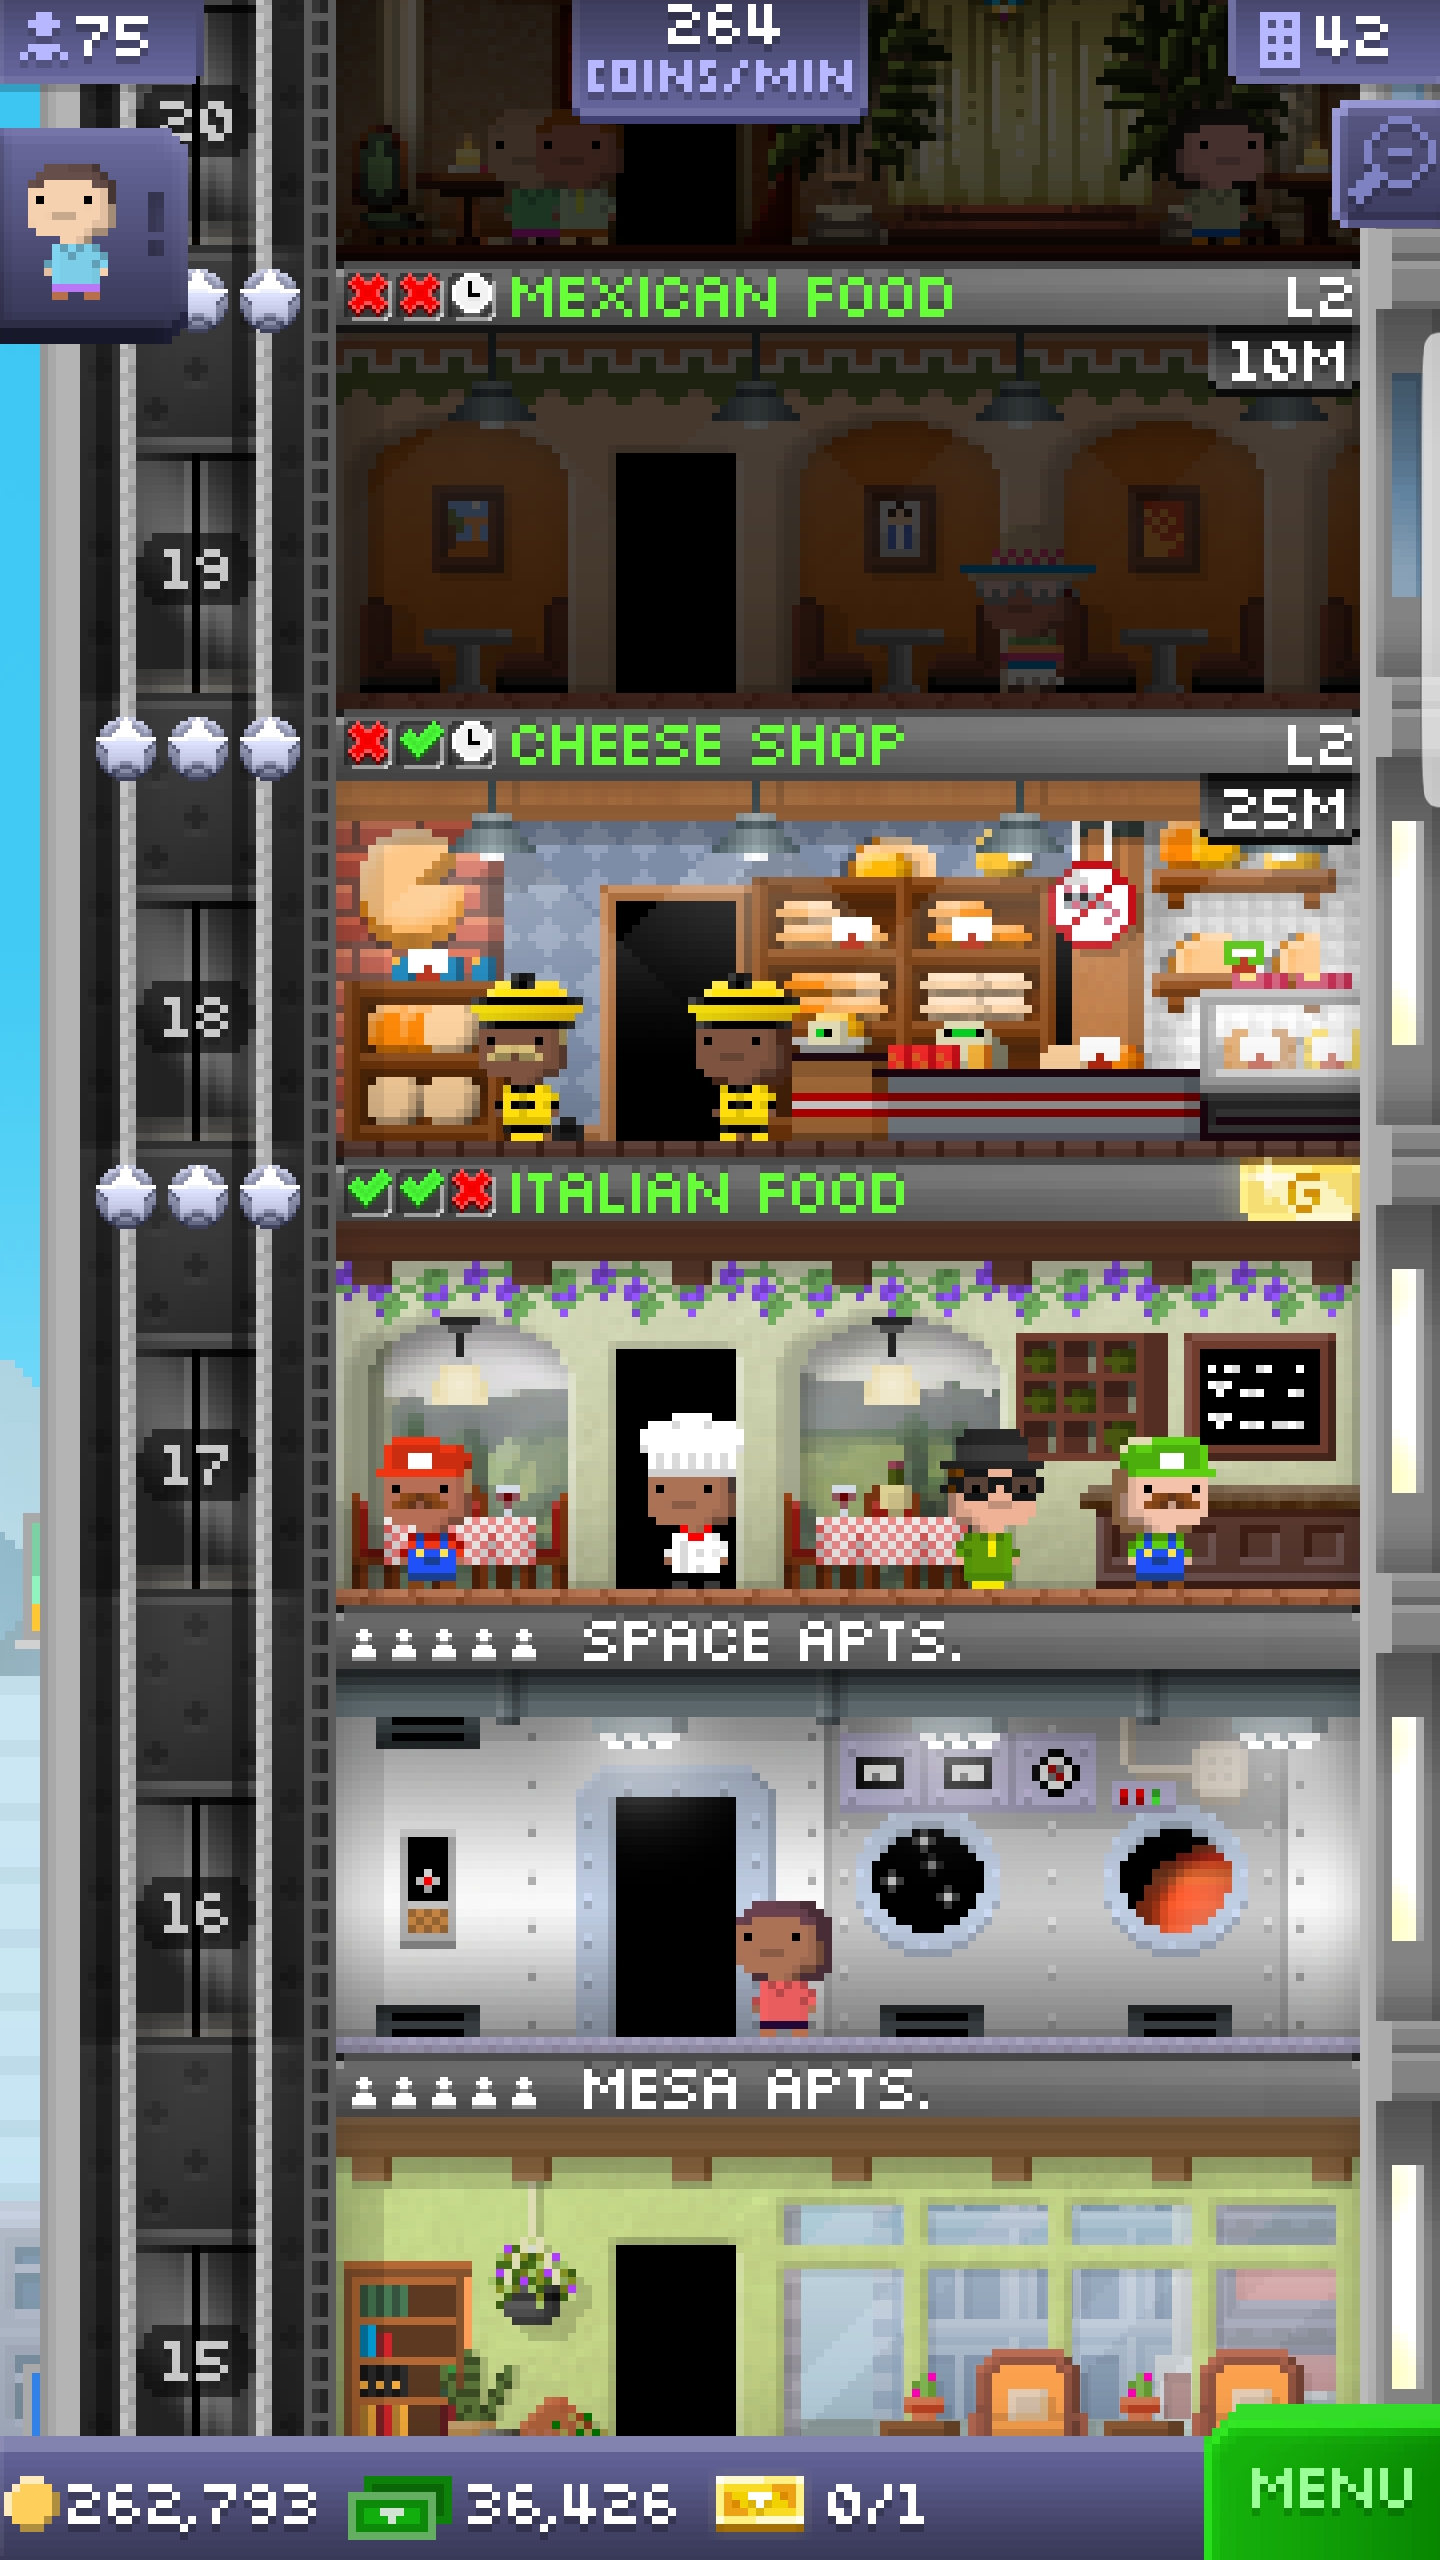 75
264
COINS/MIN
42
20
MEXICAN FOOD L2
10M
19
CHEESE SHOP L2
25M
18
ITALIAN FOOD G
17
SPACE APTS.
16
MESA APTS.
15
262,793 36,426 0/1 MENU